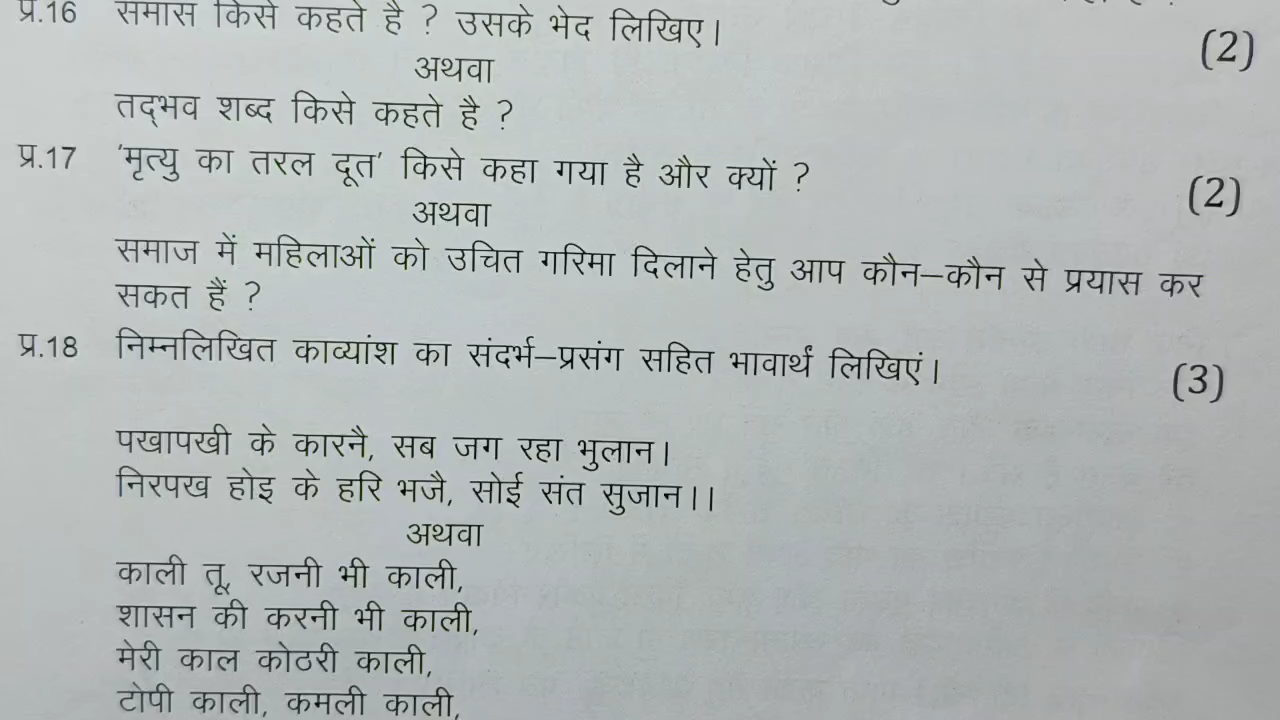 प्र.16 समास किसे कहते है ? उसके भेद लिखिए। (2)
अथवा
तद्भव शब्द किसे कहते है ?
प्र.17 'मृत्यु का तरल दूत' किसे कहा गया है और क्यों ? (2)
अथवा
समाज में महिलाओं को उचित गरिमा दिलाने हेतु आप कौन–कौन से प्रयास कर
सकत हैं ?
प्र.18 निम्नलिखित काव्यांश का संदर्भ–प्रसंग सहित भावार्थं लिखिएं। (3)
पखापखी के कारनै, सब जग रहा भुलान।
निरपख होइ के हरि भजै, सोई संत सुजान।।
अथवा
काली तू, रजनी भी काली,
शासन की करनी भी काली,
मेरी काल कोठरी काली,
टोपी काली, कमली काली,